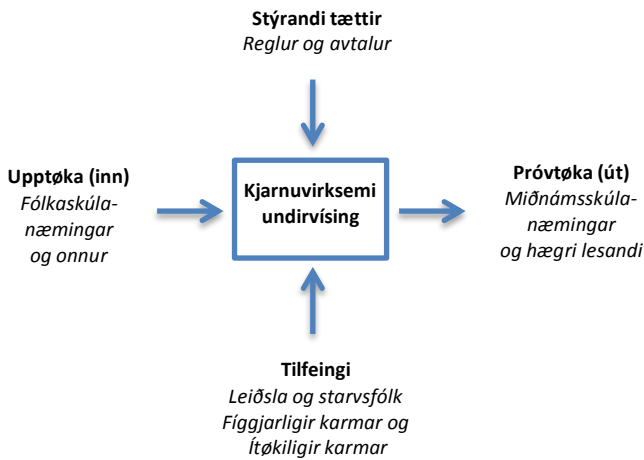 Stýrandi tættir
Reglur og avtalur
Upptøka (inn)
Fólkaskúla-
næmingar
og onnur
Kjarnuvirksemi
undirvísing
Próvtøka (út)
Miðnámsskúla-
næmingar
og hægri lesandi
Tilfeingi
Leiðsla og starvsfólk
Fíggjarligir karmar og
Ítøkiligir karmar